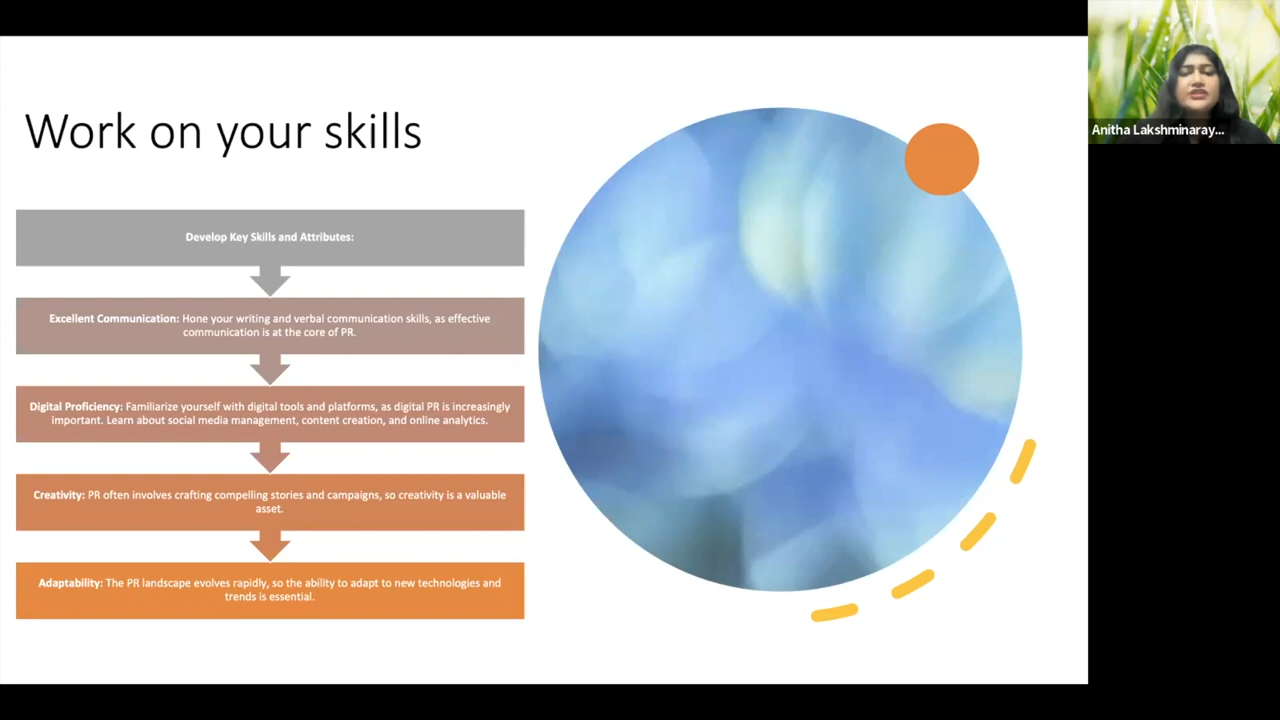 Work on your skills
Develop Key Skills and Attributes:
Excellent Communication: Hone your writing and verbal communication skills, as effective
communication is at the core of PR.
Digital Proficiency: Familiarize yourself with digital tools and platforms, as digital PR is increasingly
important. Learn about social media management, content creation, and online analytics.
Creativity: PR often involves crafting compelling stories and campaigns, so creativity is a valuable
asset.
Adaptability: The PR landscape evolves rapidly, so the ability to adapt to new technologies and
trends is essential.
Anitha Lakshminaray...